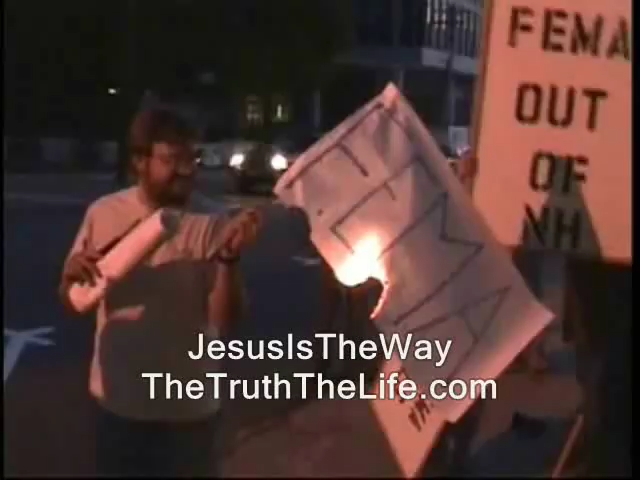 FEMA
OUT
OF
NH
FEMA
JesusIsTheWay
TheTruthTheLife.com